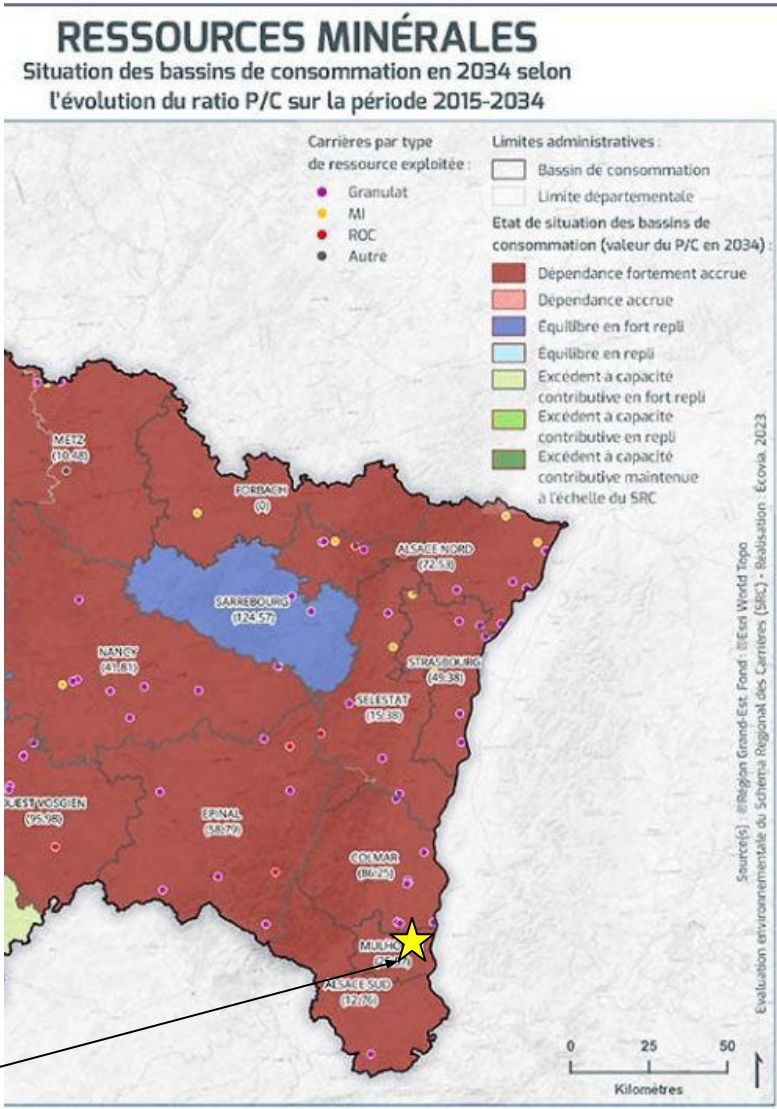 RESSOURCES MINÉRALES
Situation des bassins de consommation en 2034 selon
l'évolution du ratio P/C sur la période 2015-2034
Carrières par type
de ressource exploitée :
Granulat
MI
ROC
Autre
Limites administratives :
Bassin de consommation
Limite départementale
Etat de situation des bassins de
consommation (valeur du P/C en 2034) :
Dépendance fortement accrue
Dépendance accrue
Équilibre en fort repli
Équilibre en repli
Excédent à capacité
contributive en fort repli
Excédent à capacité
contributive en repli
Excédent à capacité
contributive maintenue
à l'échelle du SRC
METZ
(10.48)
FORBACH
(0)
ALSACE NORD
(72.53)
SARREBOURG
(124.57)
NANCY
(41.81)
STRASBOURG
(49.38)
SELESTAT
(15.38)
OUEST VOSGIEN
(95.98)
EPINAL
(58.79)
COLMAR
(86.25)
MULHO
ALSACE SUD
(12.76)
0 25 50
Kilomètres
Source(s) : ©Région Grand-Est. Fond : ©Esri World Topo
Evaluation environnementale du Schéma Régional des Carrières (SRC) - Réalisation : Ecovia, 2023